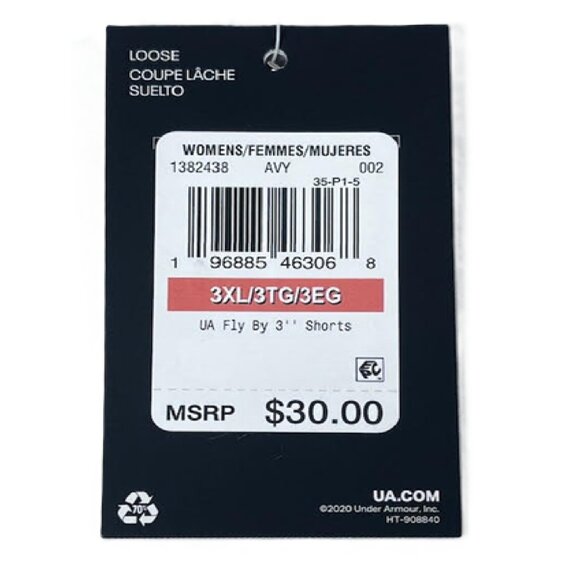 LOOSE
COUPE LÂCHE
SUELTO
WOMENS/FEMMES/MUJERES
1382438 AVY 002
35-P1-5
1 96885 46306 8
3XL/3TG/3EG
UA Fly By 3'' Shorts
MSRP $30.00
70%
UA.COM
©2020 Under Armour, Inc.
HT-908840